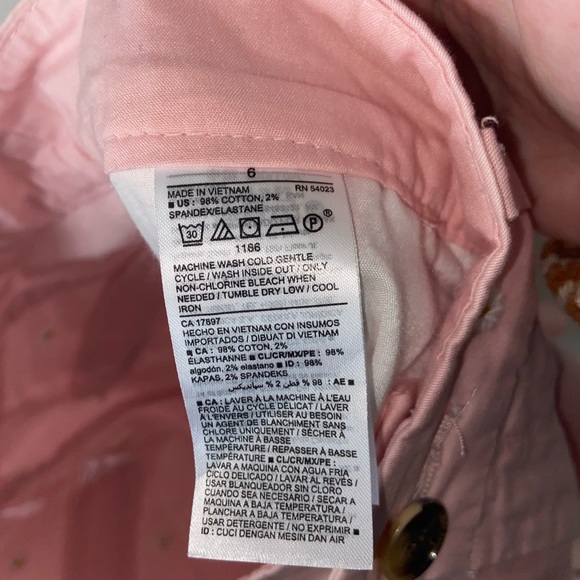 6
MADE IN VIETNAM RN 54023
■ US: 98% COTTON, 2%
SPANDEX/ELASTANE
30 P
1166
MACHINE WASH COLD GENTLE
CYCLE / WASH INSIDE OUT / ONLY
NON-CHLORINE BLEACH WHEN
NEEDED / TUMBLE DRY LOW / COOL
IRON
CA 17897
HECHO EN VIETNAM CON INSUMOS
IMPORTADOS / DIBUAT DI VIETNAM
■ CA: 98% COTON, 2%
ÉLASTHANNE ■ CL/CR/MX/PE: 98%
algodón, 2% elastano ■ ID: 98%
KAPAS, 2% SPANDEKS
■ AE: 98 % قطن 2 % سباندیکس
■ CA: LAVER À LA MACHINE À L'EAU
FROIDE AU CYCLE DÉLICAT / LAVER À
L'ENVERS / UTILISER AU BESOIN
UN AGENT DE BLANCHIMENT SANS
CHLORE UNIQUEMENT / SÉCHER À
LA MACHINE À BASSE
TEMPÉRATURE / REPASSER À BASSE
TEMPÉRATURE ■ CL/CR/MX/PE:
LAVAR A MAQUINA CON AGUA FRIA
CICLO DELICADO / LAVAR AL REVÉS /
USAR BLANQUEADOR SIN CLORO
CUANDO SEA NECESARIO / SECAR A
MAQUINA A BAJA TEMPERATURA /
PLANCHAR A BAJA TEMPERATURA /
USAR DETERGENTE / NO EXPRIMIR
■ ID: CUCI DENGAN MESIN DAN AIR